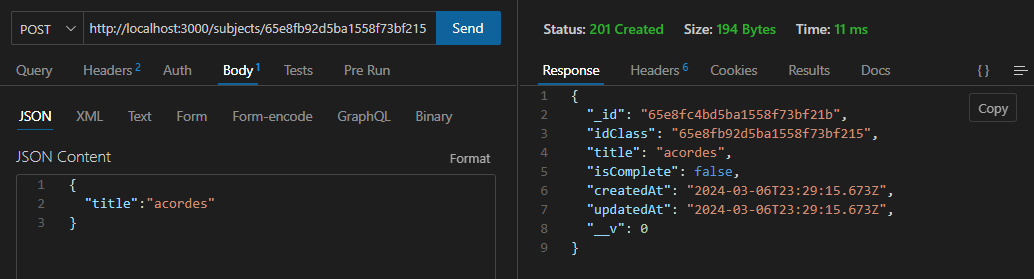 POST http://localhost:3000/subjects/65e8fb92d5ba1558f73bf215 Send
Query Headers 2 Auth Body 1 Tests Pre Run
JSON XML Text Form Form-encode GraphQL Binary
JSON Content Format
1 {
2 "title":"acordes"
3 }
Status: 201 Created Size: 194 Bytes Time: 11 ms
Response Headers 6 Cookies Results Docs {}
Copy
1 {
2 "_id": "65e8fc4bd5ba1558f73bf21b",
3 "idClass": "65e8fb92d5ba1558f73bf215",
4 "title": "acordes",
5 "isComplete": false,
6 "createdAt": "2024-03-06T23:29:15.673Z",
7 "updatedAt": "2024-03-06T23:29:15.673Z",
8 "__v": 0
9 }